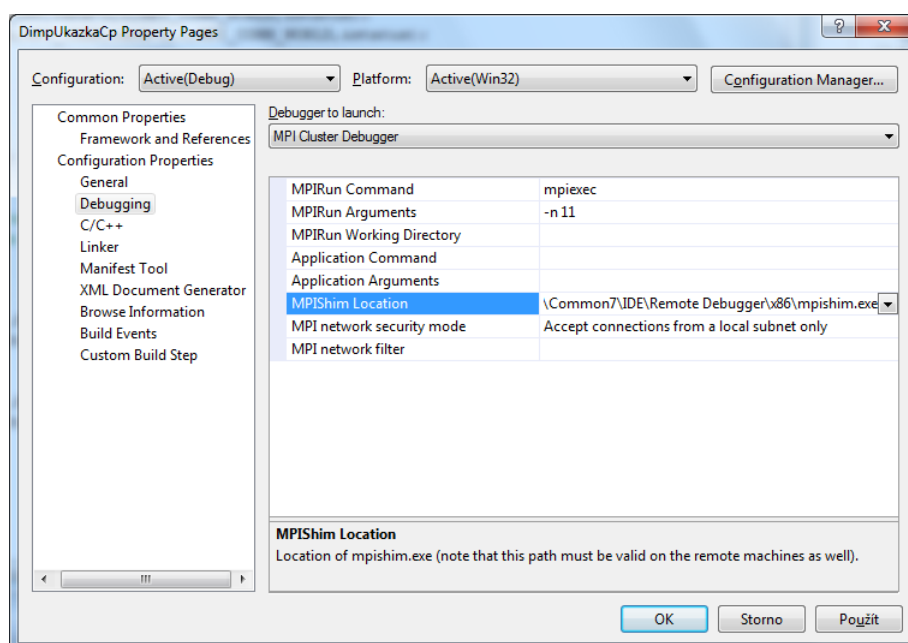 DimpUkazkaCp Property Pages
Configuration: Active(Debug) Platform: Active(Win32) Configuration Manager...
Common Properties
Framework and References
Configuration Properties
General
Debugging
C/C++
Linker
Manifest Tool
XML Document Generator
Browse Information
Build Events
Custom Build Step
Debugger to launch:
MPI Cluster Debugger
MPIRun Command mpiexec
MPIRun Arguments -n 11
MPIRun Working Directory
Application Command
Application Arguments
MPIShim Location \Common7\IDE\Remote Debugger\x86\mpishim.exe
MPI network security mode Accept connections from a local subnet only
MPI network filter
MPIShim Location
Location of mpishim.exe (note that this path must be valid on the remote machines as well).
OK Storno Použít